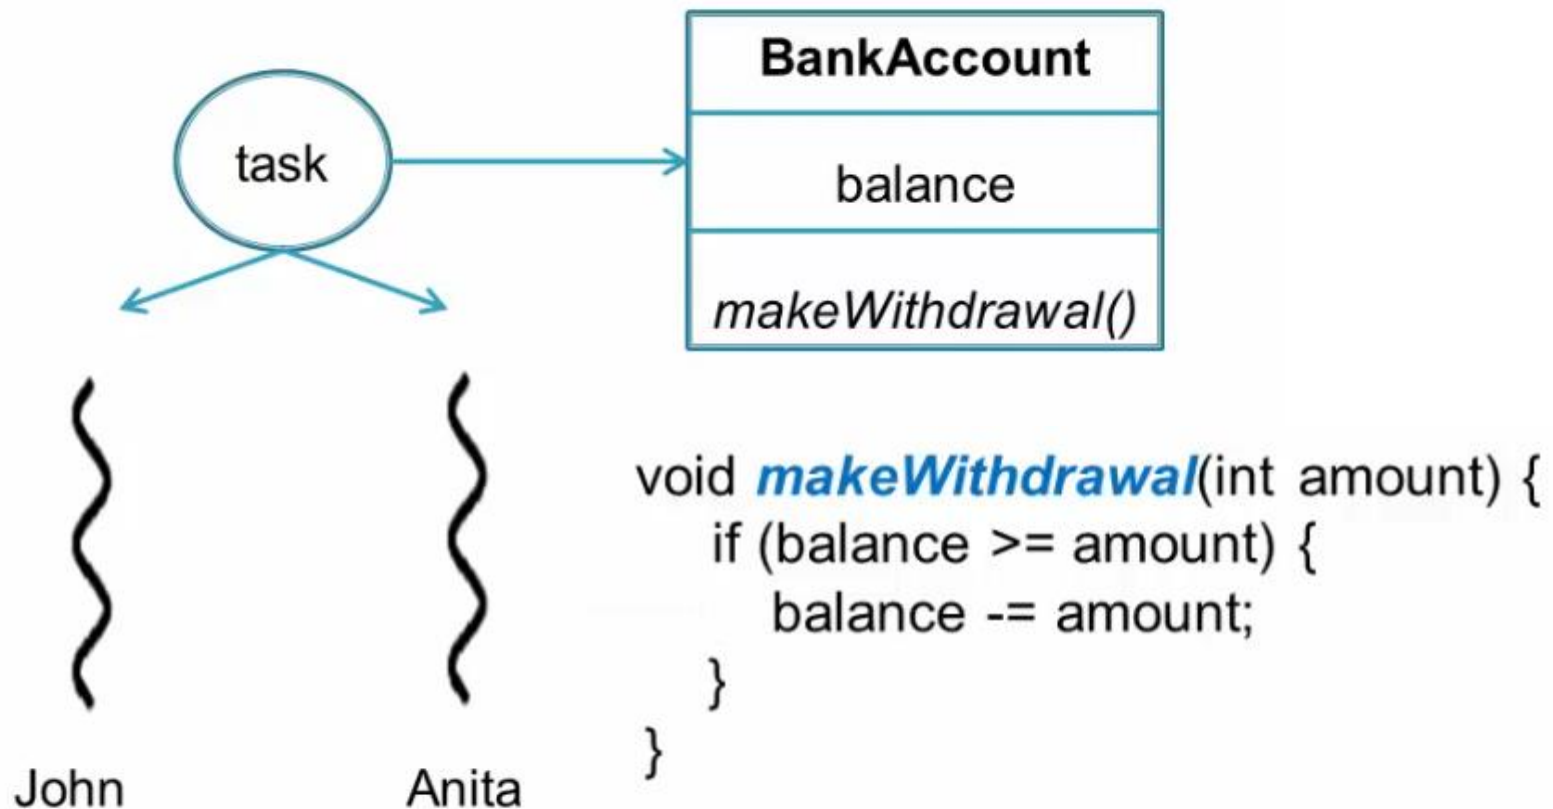 BankAccount
task
balance
makeWithdrawal()
void makeWithdrawal(int amount) {
if (balance >= amount) {
balance -= amount;
}
}
John
Anita